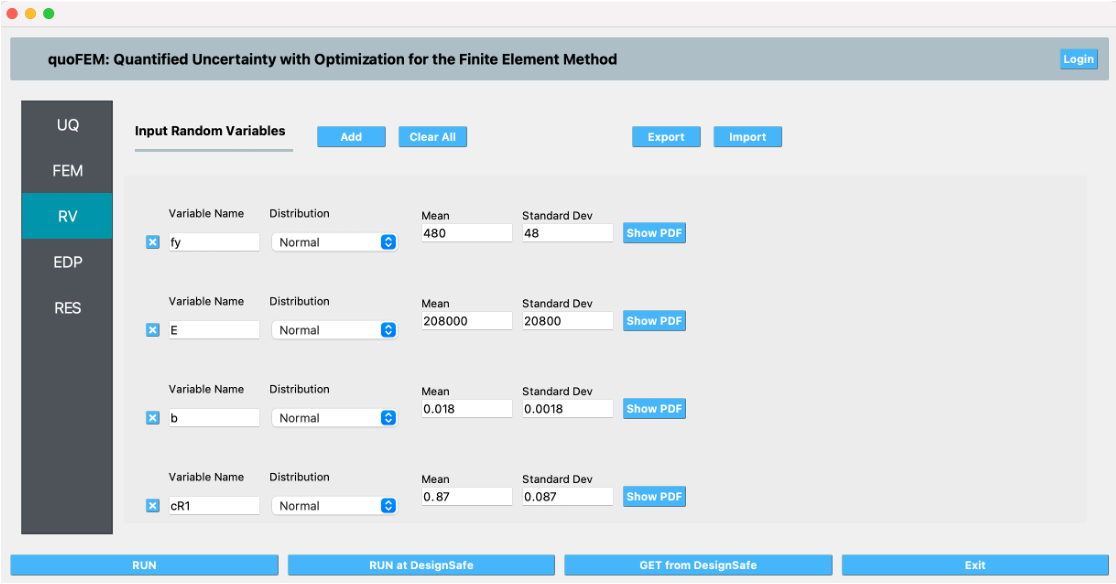 quoFEM: Quantified Uncertainty with Optimization for the Finite Element Method
Login
UQ
FEM
RV
EDP
RES
Input Random Variables
Add
Clear All
Export
Import
Variable Name Distribution Mean Standard Dev
fy Normal 480 48 Show PDF
Variable Name Distribution Mean Standard Dev
E Normal 208000 20800 Show PDF
Variable Name Distribution Mean Standard Dev
b Normal 0.018 0.0018 Show PDF
Variable Name Distribution Mean Standard Dev
cR1 Normal 0.87 0.087 Show PDF
RUN
RUN at DesignSafe
GET from DesignSafe
Exit